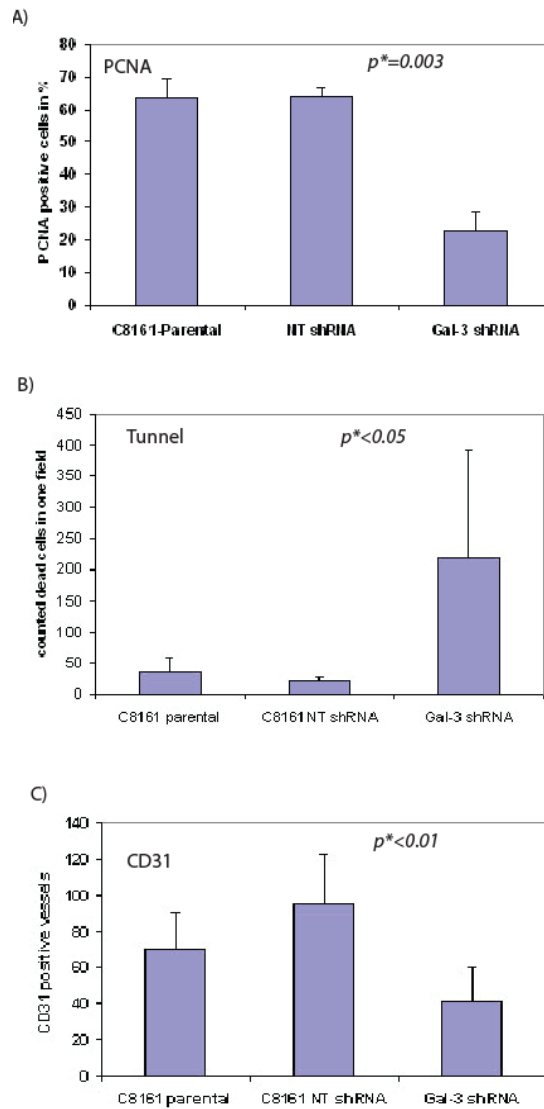 A)
PCNA
p*=0.003
PCNA positive cells in %
80
70
60
50
40
30
20
10
0
C8161-Parental
NT shRNA
Gal-3 shRNA
B)
Tunnel
p*<0.05
counted dead cells in one field
450
400
350
300
250
200
150
100
50
0
C8161 parental
C8161 NT shRNA
Gal-3 shRNA
C)
CD31
p*<0.01
CD31 positive vessels
140
120
100
80
60
40
20
0
C8161 parental
C8161 NT shRNA
Gal-3 shRNA